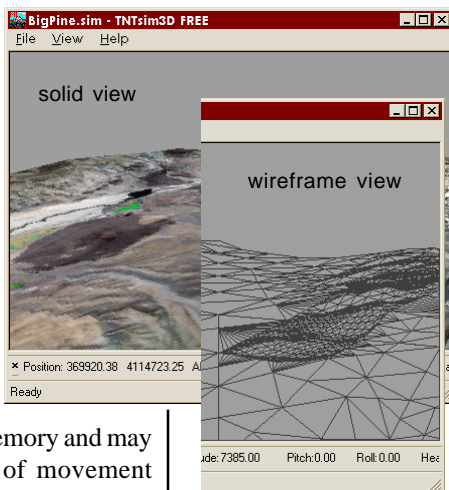 BigPine.sim - TNTsim3D FREE
File View Help
solid view
wireframe view
Position: 369920.38 4114723.25
Ready
ude:7385.00 Pitch:0.00 Roll:0.00 Hea
emory and may
of movement